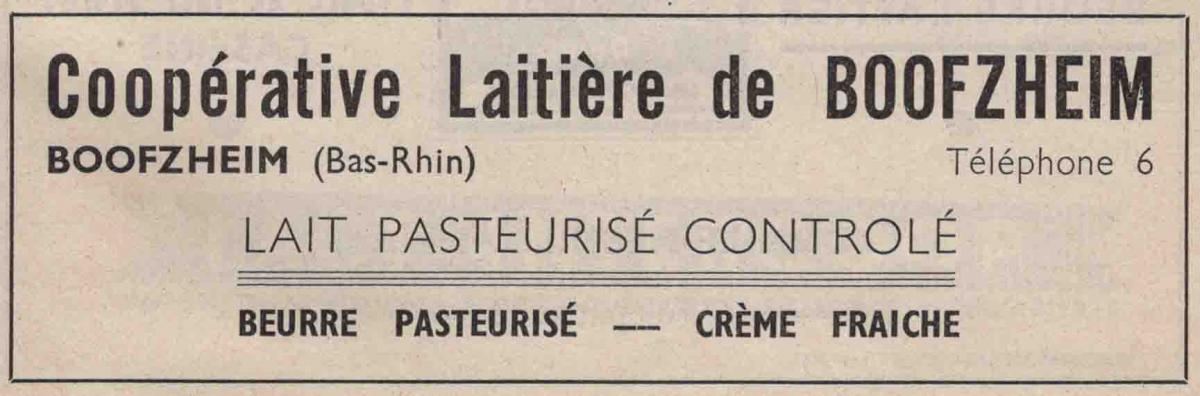 Coopérative Laitière de BOOFZHEIM
BOOFZHEIM (Bas-Rhin) Téléphone 6
LAIT PASTEURISÉ CONTROLÉ
BEURRE PASTEURISÉ —— CRÈME FRAICHE